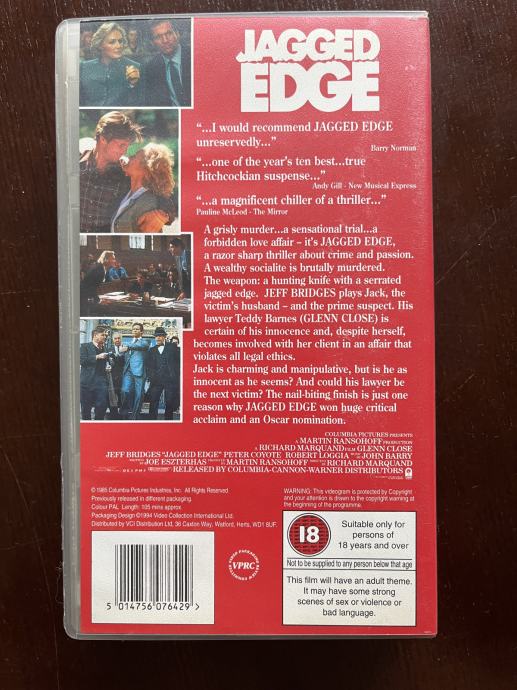 JAGGED
EDGE
“...I would recommend JAGGED EDGE
unreservedly...”
Barry Norman
“...one of the year's ten best...true
Hitchcockian suspense...”
Andy Gill - New Musical Express
“...a magnificent chiller of a thriller...”
Pauline McLeod - The Mirror
A grisly murder...a sensational trial...a
forbidden love affair – it's JAGGED EDGE,
a razor sharp thriller about crime and passion.
A wealthy socialite is brutally murdered.
The weapon: a hunting knife with a serrated
jagged edge. JEFF BRIDGES plays Jack, the
victim's husband – and the prime suspect. His
lawyer Teddy Barnes (GLENN CLOSE) is
certain of his innocence and, despite herself,
becomes involved with her client in an affair that
violates all legal ethics.
Jack is charming and manipulative, but is he as
innocent as he seems? And could his lawyer be
the next victim? The nail-biting finish is just one
reason why JAGGED EDGE won huge critical
acclaim and an Oscar nomination.
COLUMBIA PICTURES PRESENTS
A MARTIN RANSOHOFF PRODUCTION
A RICHARD MARQUAND FILM GLENN CLOSE
JEFF BRIDGES "JAGGED EDGE" PETER COYOTE ROBERT LOGGIA JOHN BARRY
JOE ESZTERHAS MARTIN RANSOHOFF RICHARD MARQUAND
RELEASED BY COLUMBIA-CANNON-WARNER DISTRIBUTORS
© 1985 Columbia Pictures Industries, Inc. All Rights Reserved
Previously released in different packaging.
Colour PAL Length: 105 mins approx
Packaging Design ©1994 Video Collection International Ltd.
Distributed by VCI Distribution Ltd, 36 Caxton Way, Watford, Herts, WD1 8UF.
WARNING: This videogram is protected by Copyright
and your attention is drawn to the copyright warning at
the beginning of the programme.
18
Suitable only for
persons of
18 years and over
Not to be supplied to any person below that age
This film will have an adult theme.
It may have some strong
scenes of sex or violence or
bad language.
VPRC
5 014756 076429 >